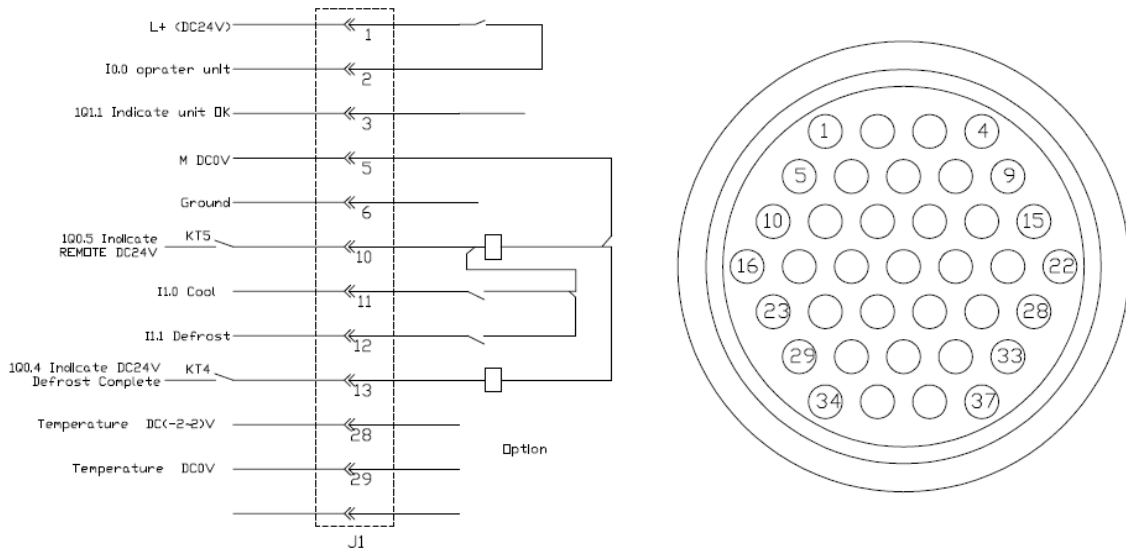 L+ (DC24V)
1
I0.0 oprater unit
2
1Q1.1 Indicate unit OK
3
M DC0V
5
Ground
6
1Q0.5 Indicate
REMOTE DC24V
KT5
10
I1.0 Cool
11
I1.1 Defrost
12
1Q0.4 Indicate DC24V
Defrost Complete
KT4
13
Temperature DC(-2~2)V
28
Temperature DC0V
29
Option
J1
1 4
5 9
10 15
16 22
23 28
29 33
34 37